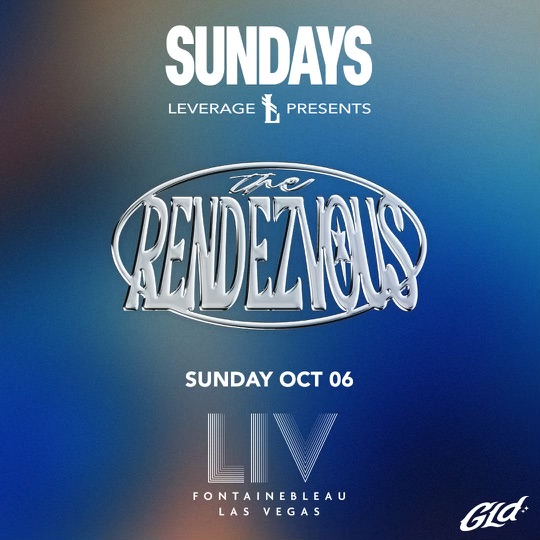 SUNDAYS
LEVERAGE L PRESENTS
the
RENDEZVOUS
SUNDAY OCT 06
LIV
FONTAINEBLEAU
LAS VEGAS
GLD